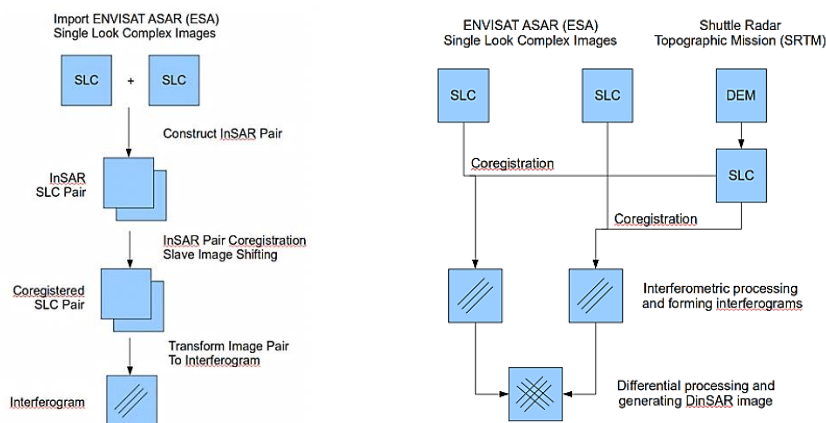 Import ENVISAT ASAR (ESA)
Single Look Complex Images
SLC
+
SLC
Construct InSAR Pair
InSAR
SLC Pair
InSAR Pair Coregistration
Slave Image Shifting
Coregistered
SLC Pair
Transform Image Pair
To Interferogram
Interferogram
ENVISAT ASAR (ESA)
Single Look Complex Images
Shuttle Radar
Topographic Mission (SRTM)
SLC
SLC
DEM
Coregistration
SLC
Coregistration
Interferometric processing
and forming interferograms
Differential processing and
generating DinSAR image